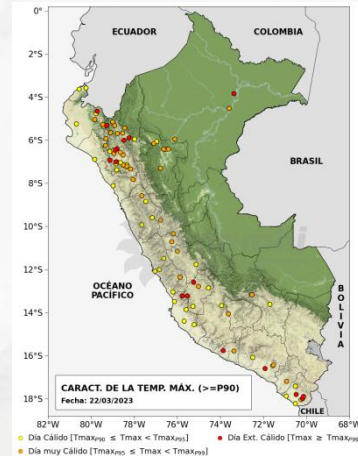 0°
ECUADOR
COLOMBIA
2°S
4°S
6°S
BRASIL
8°S
10°S
12°S
OCÉANO
PACÍFICO
BOLIVIA
14°S
16°S
CARACT. DE LA TEMP. MÁX. (>=P90)
Fecha: 22/03/2023
18°S
CHILE
82°W 80°W 78°W 76°W 74°W 72°W 70°W 68°W
Día Cálido [TmaxP90 ≤ Tmax < TmaxP95]
Día Ext. Cálido [Tmax ≥ TmaxP99]
Día muy Cálido [TmaxP95 ≤ Tmax < TmaxP99]